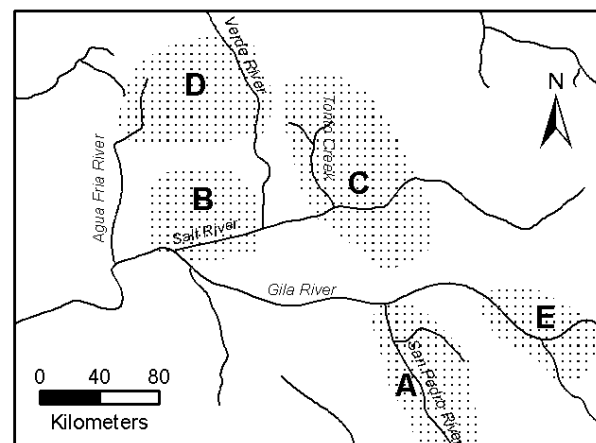 Verde River
D
N
Tonto Creek
Agua Fria River
C
B
Salt River
Gila River
E
A
San Pedro River
0 40 80
Kilometers